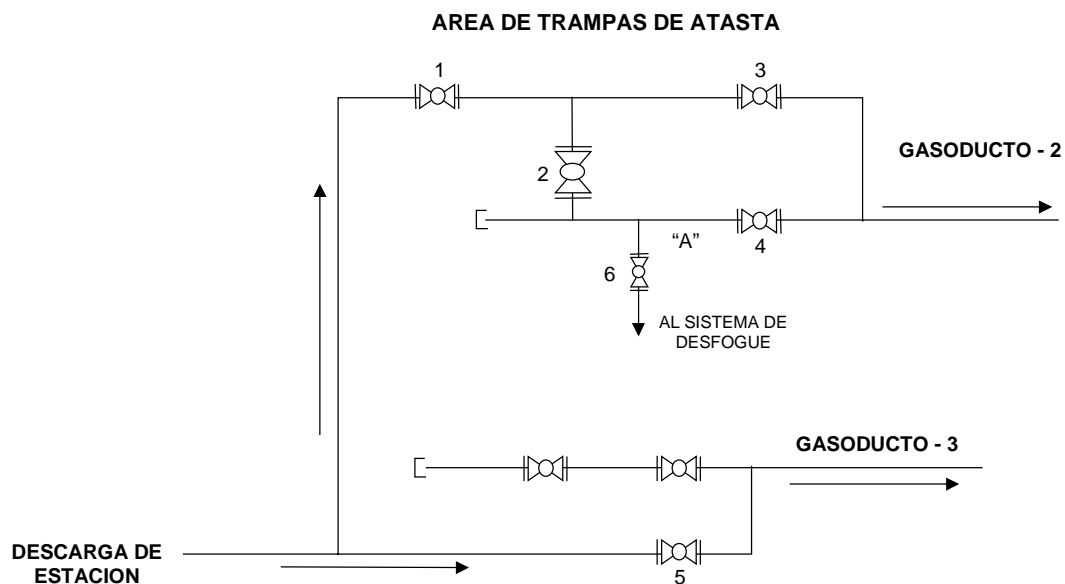 AREA DE TRAMPAS DE ATASTA
1
3
GASODUCTO - 2
2
“A”
4
6
AL SISTEMA DE
DESFOGUE
GASODUCTO - 3
DESCARGA DE
ESTACION
5